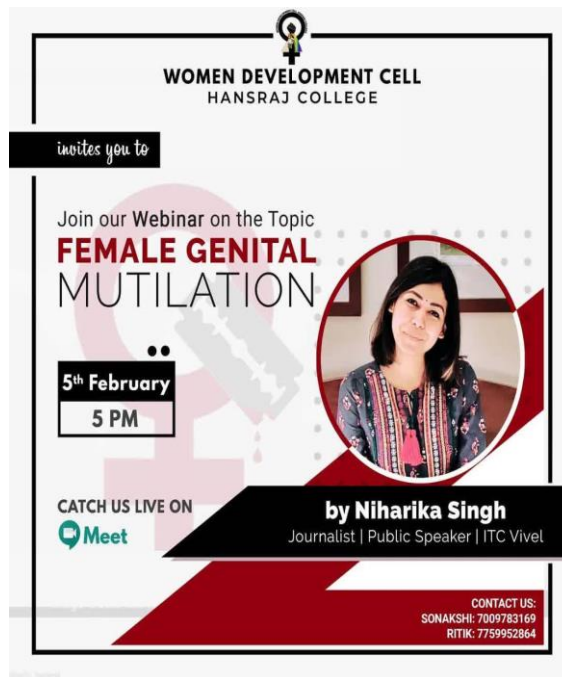 WOMEN DEVELOPMENT CELL
HANSRAJ COLLEGE
invites you to
Join our Webinar on the Topic
FEMALE GENITAL
MUTILATION
5th February
5 PM
CATCH US LIVE ON
Meet
by Niharika Singh
Journalist | Public Speaker | ITC Vivel
CONTACT US:
SONAKSHI: 7009783169
RITIK: 7759952864